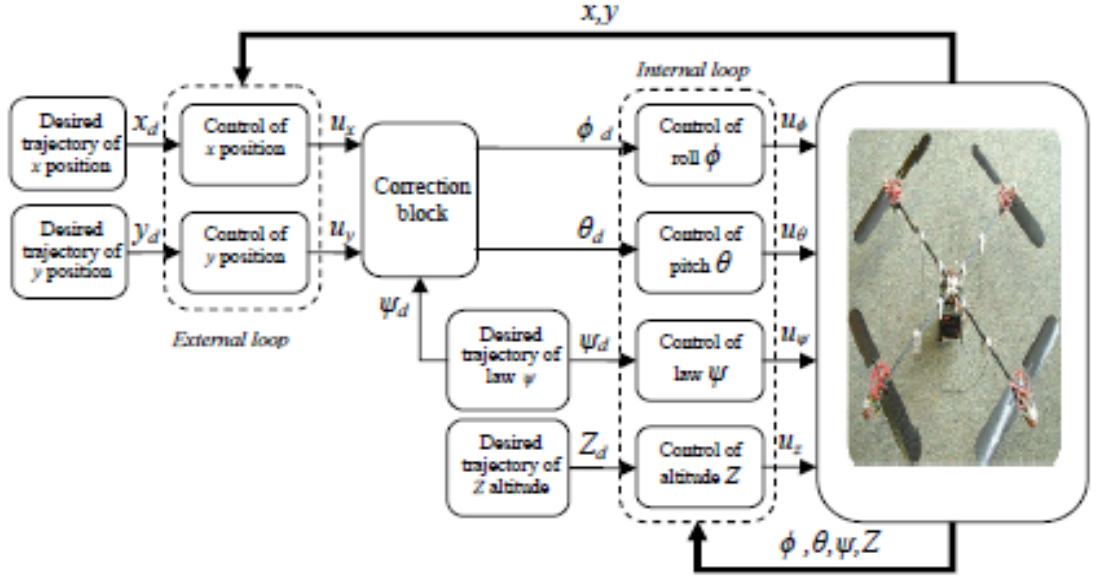 x,y
Internal loop
Desired
trajectory of
x position
x_d
Control of
x position
u_x
Correction
block
ϕ_d
Control of
roll ϕ
u_ϕ
Desired
trajectory of
y position
y_d
Control of
y position
u_y
θ_d
Control of
pitch θ
u_θ
External loop
ψ_d
Desired
trajectory of
law ψ
ψ_d
Control of
law ψ
u_ψ
Desired
trajectory of
Z altitude
Z_d
Control of
altitude Z
u_z
ϕ ,θ,ψ,Z